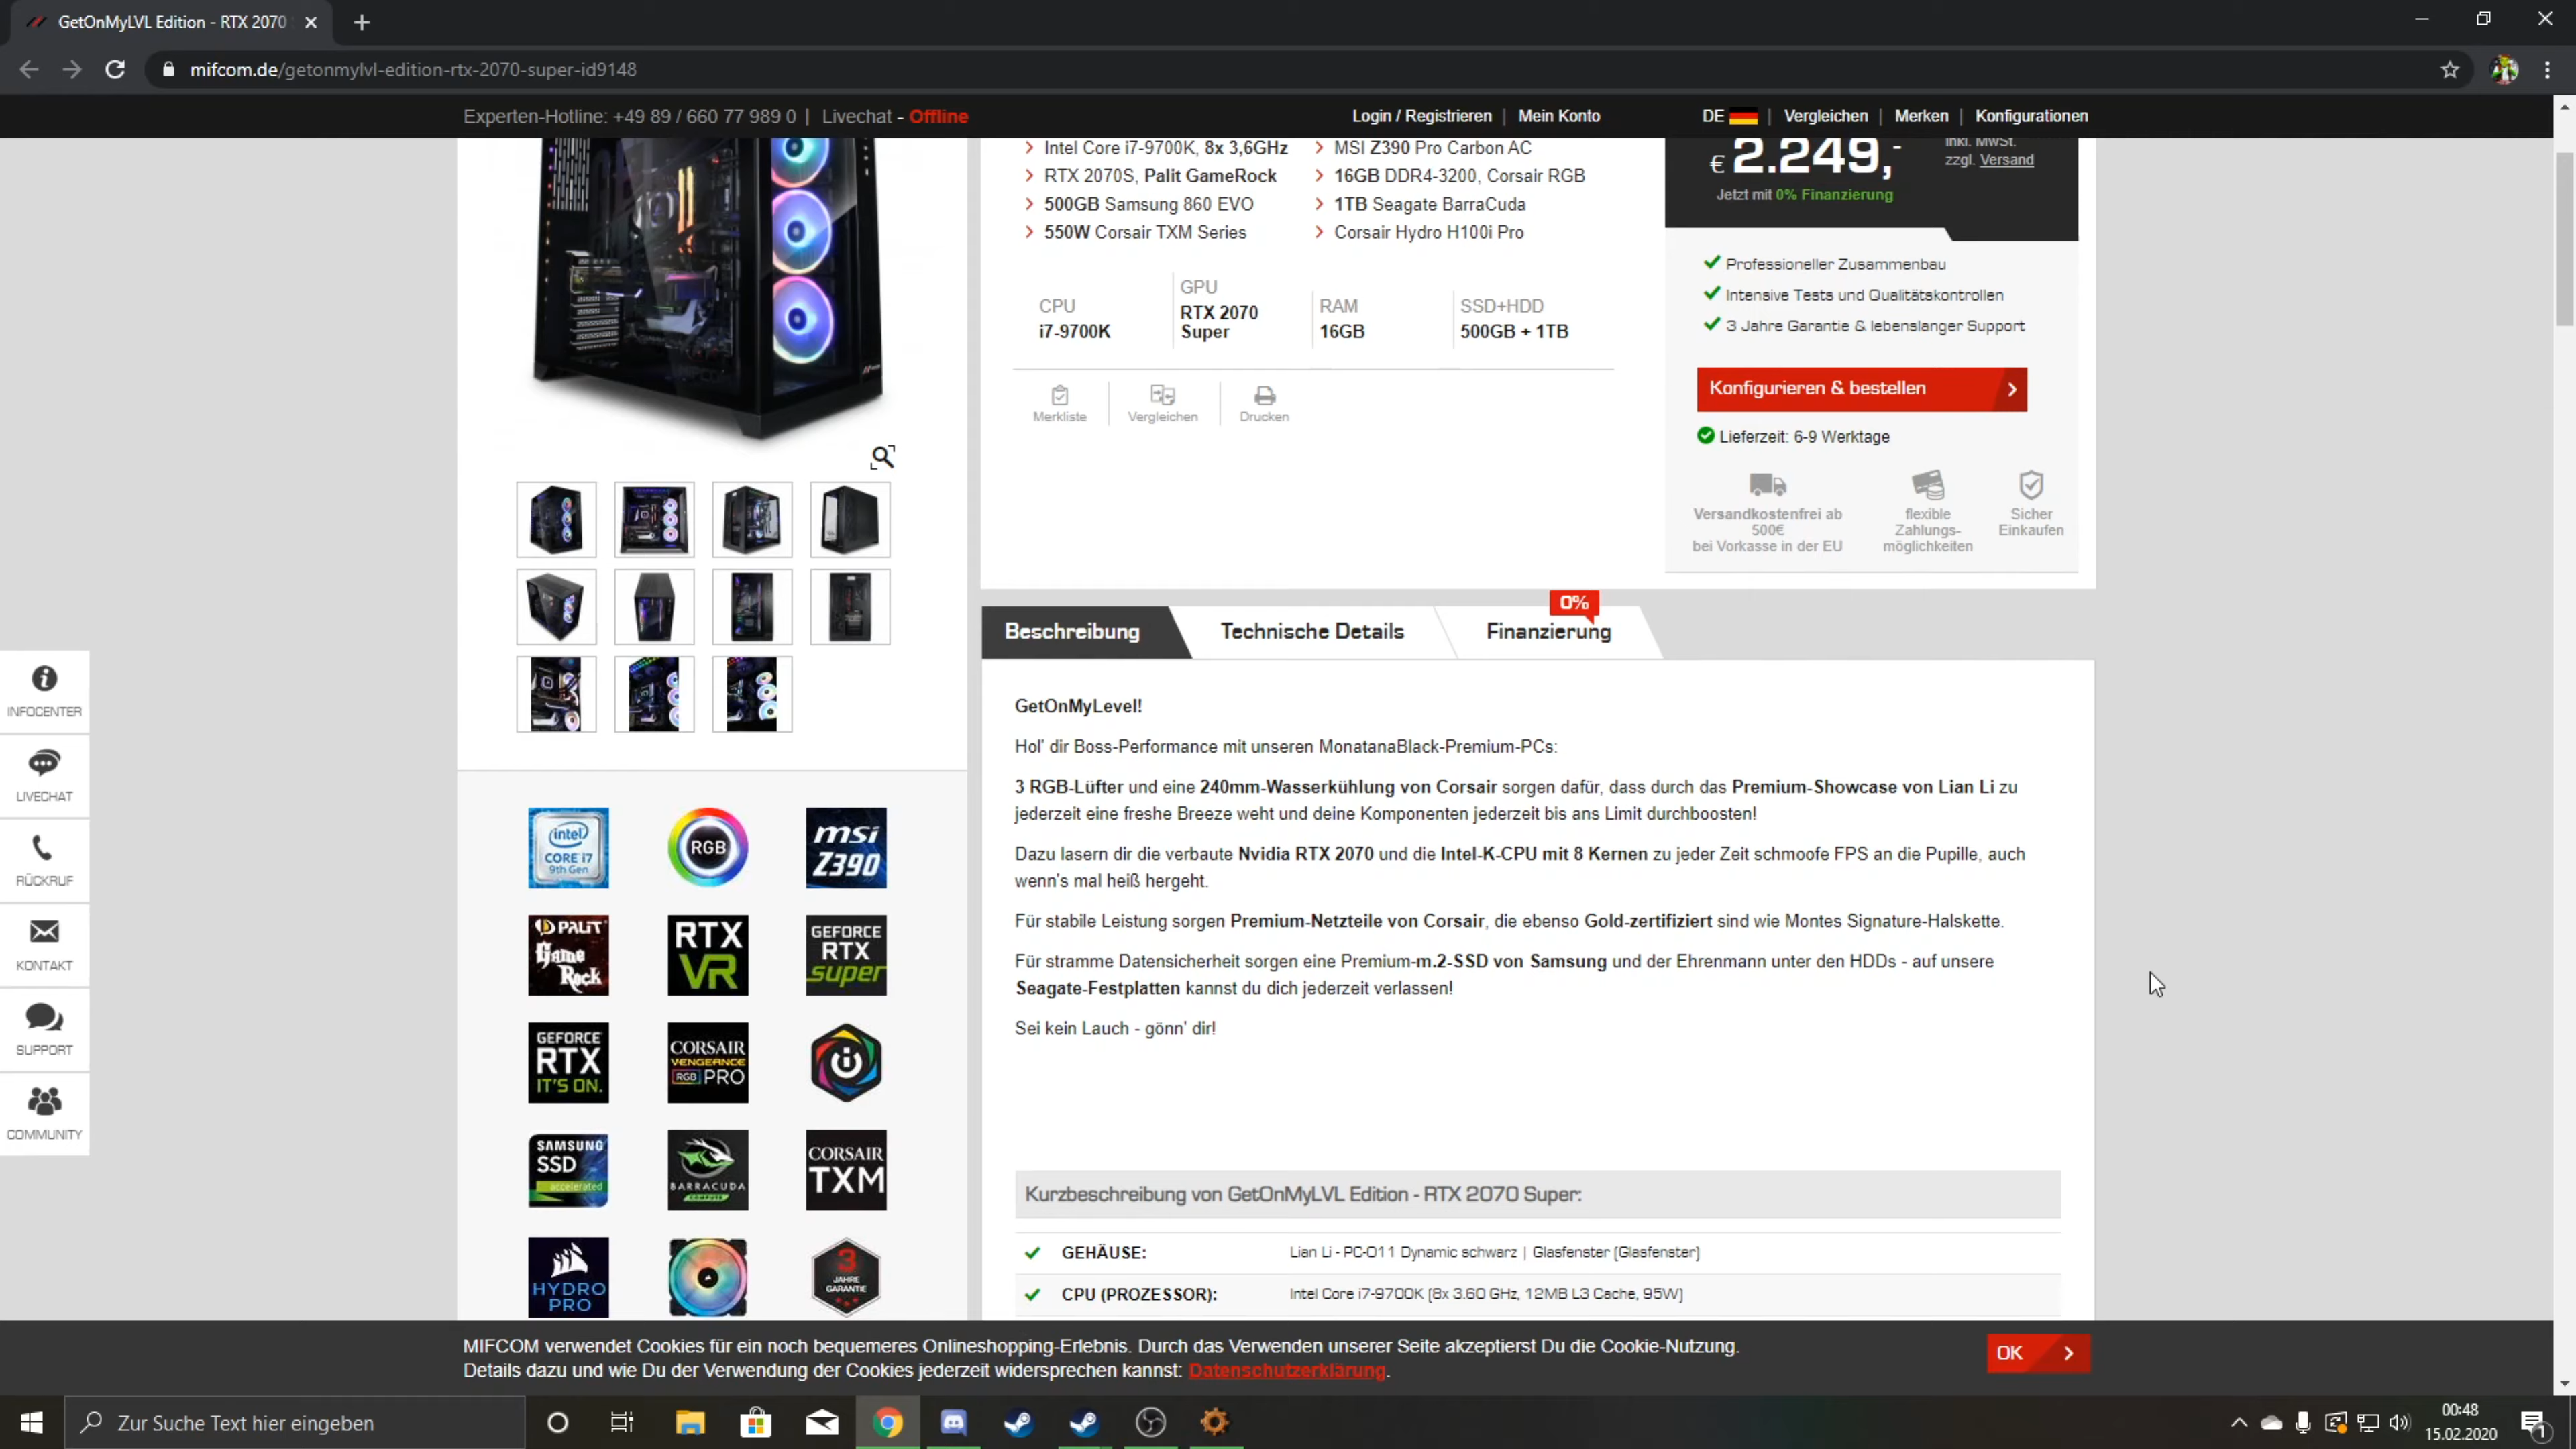 GetOnMyLVL Edition - RTX 2070
mifcom.de/getonmylvl-edition-rtx-2070-super-id9148
Experten-Hotline: +49 89 / 660 77 989 0 | Livechat - Offline
Login / Registrieren | Mein Konto
DE | Vergleichen | Merken | Konfigurationen
Intel Core i7-9700K, 8x 3,6GHz
MSI Z390 Pro Carbon AC
RTX 2070S, Palit GameRock
16GB DDR4-3200, Corsair RGB
500GB Samsung 860 EVO
1TB Seagate BarraCuda
550W Corsair TXM Series
Corsair Hydro H100i Pro
€ 2.249,-
inkl. MwSt.
zzgl. Versand
Jetzt mit 0% Finanzierung
CPU
i7-9700K
GPU
RTX 2070
Super
RAM
16GB
SSD+HDD
500GB + 1TB
Merkliste
Vergleichen
Drucken
Professioneller Zusammenbau
Intensive Tests und Qualitätskontrollen
3 Jahre Garantie & lebenslanger Support
Konfigurieren & bestellen
Lieferzeit: 6-9 Werktage
Versandkostenfrei ab
500€
bei Vorkasse in der EU
flexible
Zahlungs-
möglichkeiten
Sicher
Einkaufen
Beschreibung
Technische Details
0%
Finanzierung
GetOnMyLevel!
Hol' dir Boss-Performance mit unseren MonatanaBlack-Premium-PCs:
3 RGB-Lüfter und eine 240mm-Wasserkühlung von Corsair sorgen dafür, dass durch das Premium-Showcase von Lian Li zu
jederzeit eine freshe Breeze weht und deine Komponenten jederzeit bis ans Limit durchboosten!
Dazu lasern dir die verbaute Nvidia RTX 2070 und die Intel-K-CPU mit 8 Kernen zu jeder Zeit schmoofe FPS an die Pupille, auch
wenn's mal heiß hergeht.
Für stabile Leistung sorgen Premium-Netzteile von Corsair, die ebenso Gold-zertifiziert sind wie Montes Signature-Halskette.
Für stramme Datensicherheit sorgen eine Premium-m.2-SSD von Samsung und der Ehrenmann unter den HDDs - auf unsere
Seagate-Festplatten kannst du dich jederzeit verlassen!
Sei kein Lauch - gönn' dir!
Kurzbeschreibung von GetOnMyLVL Edition - RTX 2070 Super:
GEHÄUSE: Lian Li - PC-O11 Dynamic schwarz | Glasfenster (Glasfenster)
CPU (PROZESSOR): Intel Core i7-9700K (8x 3.60 GHz, 12MB L3 Cache, 95W)
INFOCENTER
LIVECHAT
RÜCKRUF
KONTAKT
SUPPORT
COMMUNITY
intel
CORE i7
9th Gen
RGB
msi
Z390
PALIT
Game
Rock
RTX
VR
GEFORCE
RTX
super
GEFORCE
RTX
IT'S ON.
CORSAIR
VENGEANCE
RGB PRO
SAMSUNG
SSD
accelerated
BARRACUDA
CORSAIR
TXM
HYDRO
PRO
3
JAHRE
GARANTIE
MIFCOM verwendet Cookies für ein noch bequemeres Onlineshopping-Erlebnis. Durch das Verwenden unserer Seite akzeptierst Du die Cookie-Nutzung.
Details dazu und wie Du der Verwendung der Cookies jederzeit widersprechen kannst: Datenschutzerklärung.
OK
Zur Suche Text hier eingeben
00:48
15.02.2020
1